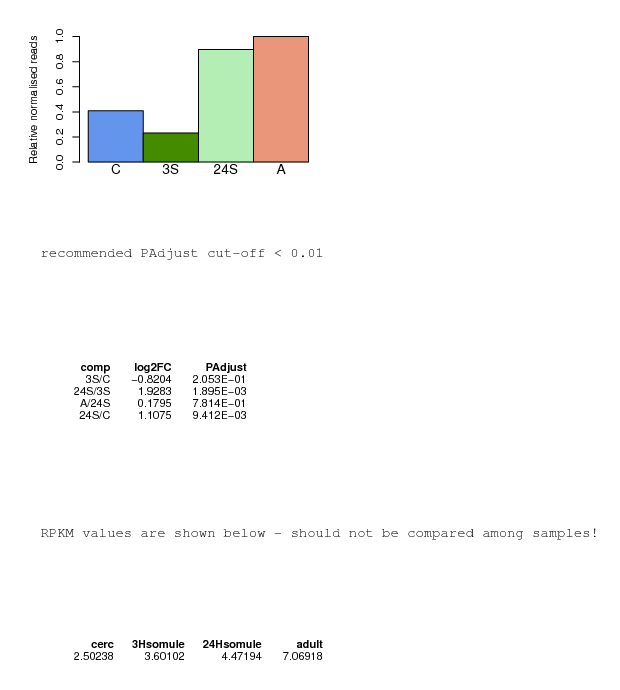 Relative normalised reads
1.0
0.8
0.6
0.4
0.2
0.0
C 3S 24S A
recommended PAdjust cut-off < 0.01
comp log2FC PAdjust
3S/C −0.8204 2.053E−01
24S/3S 1.9283 1.895E−03
A/24S 0.1795 7.814E−01
24S/C 1.1075 9.412E−03
RPKM values are shown below - should not be compared among samples!
cerc 3Hsomule 24Hsomule adult
2.50238 3.60102 4.47194 7.06918